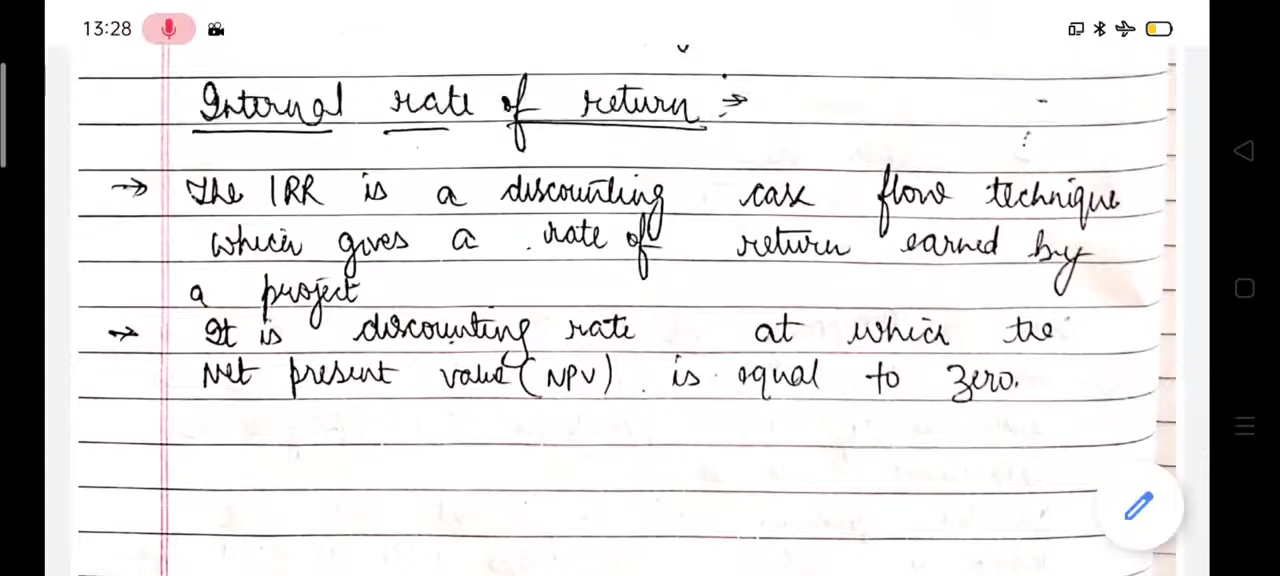 13:28
Internal rate of return :→
→ The IRR is a discounting case flow technique
which gives a rate of return earned by
a project
→ It is discounting rate at which the
Net present value (NPV) is equal to zero.